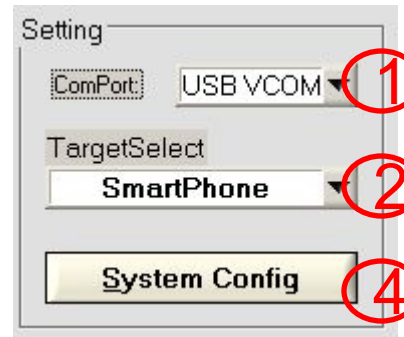 Setting
ComPort: USB VCOM 1
TargetSelect
SmartPhone 2
System Config 4